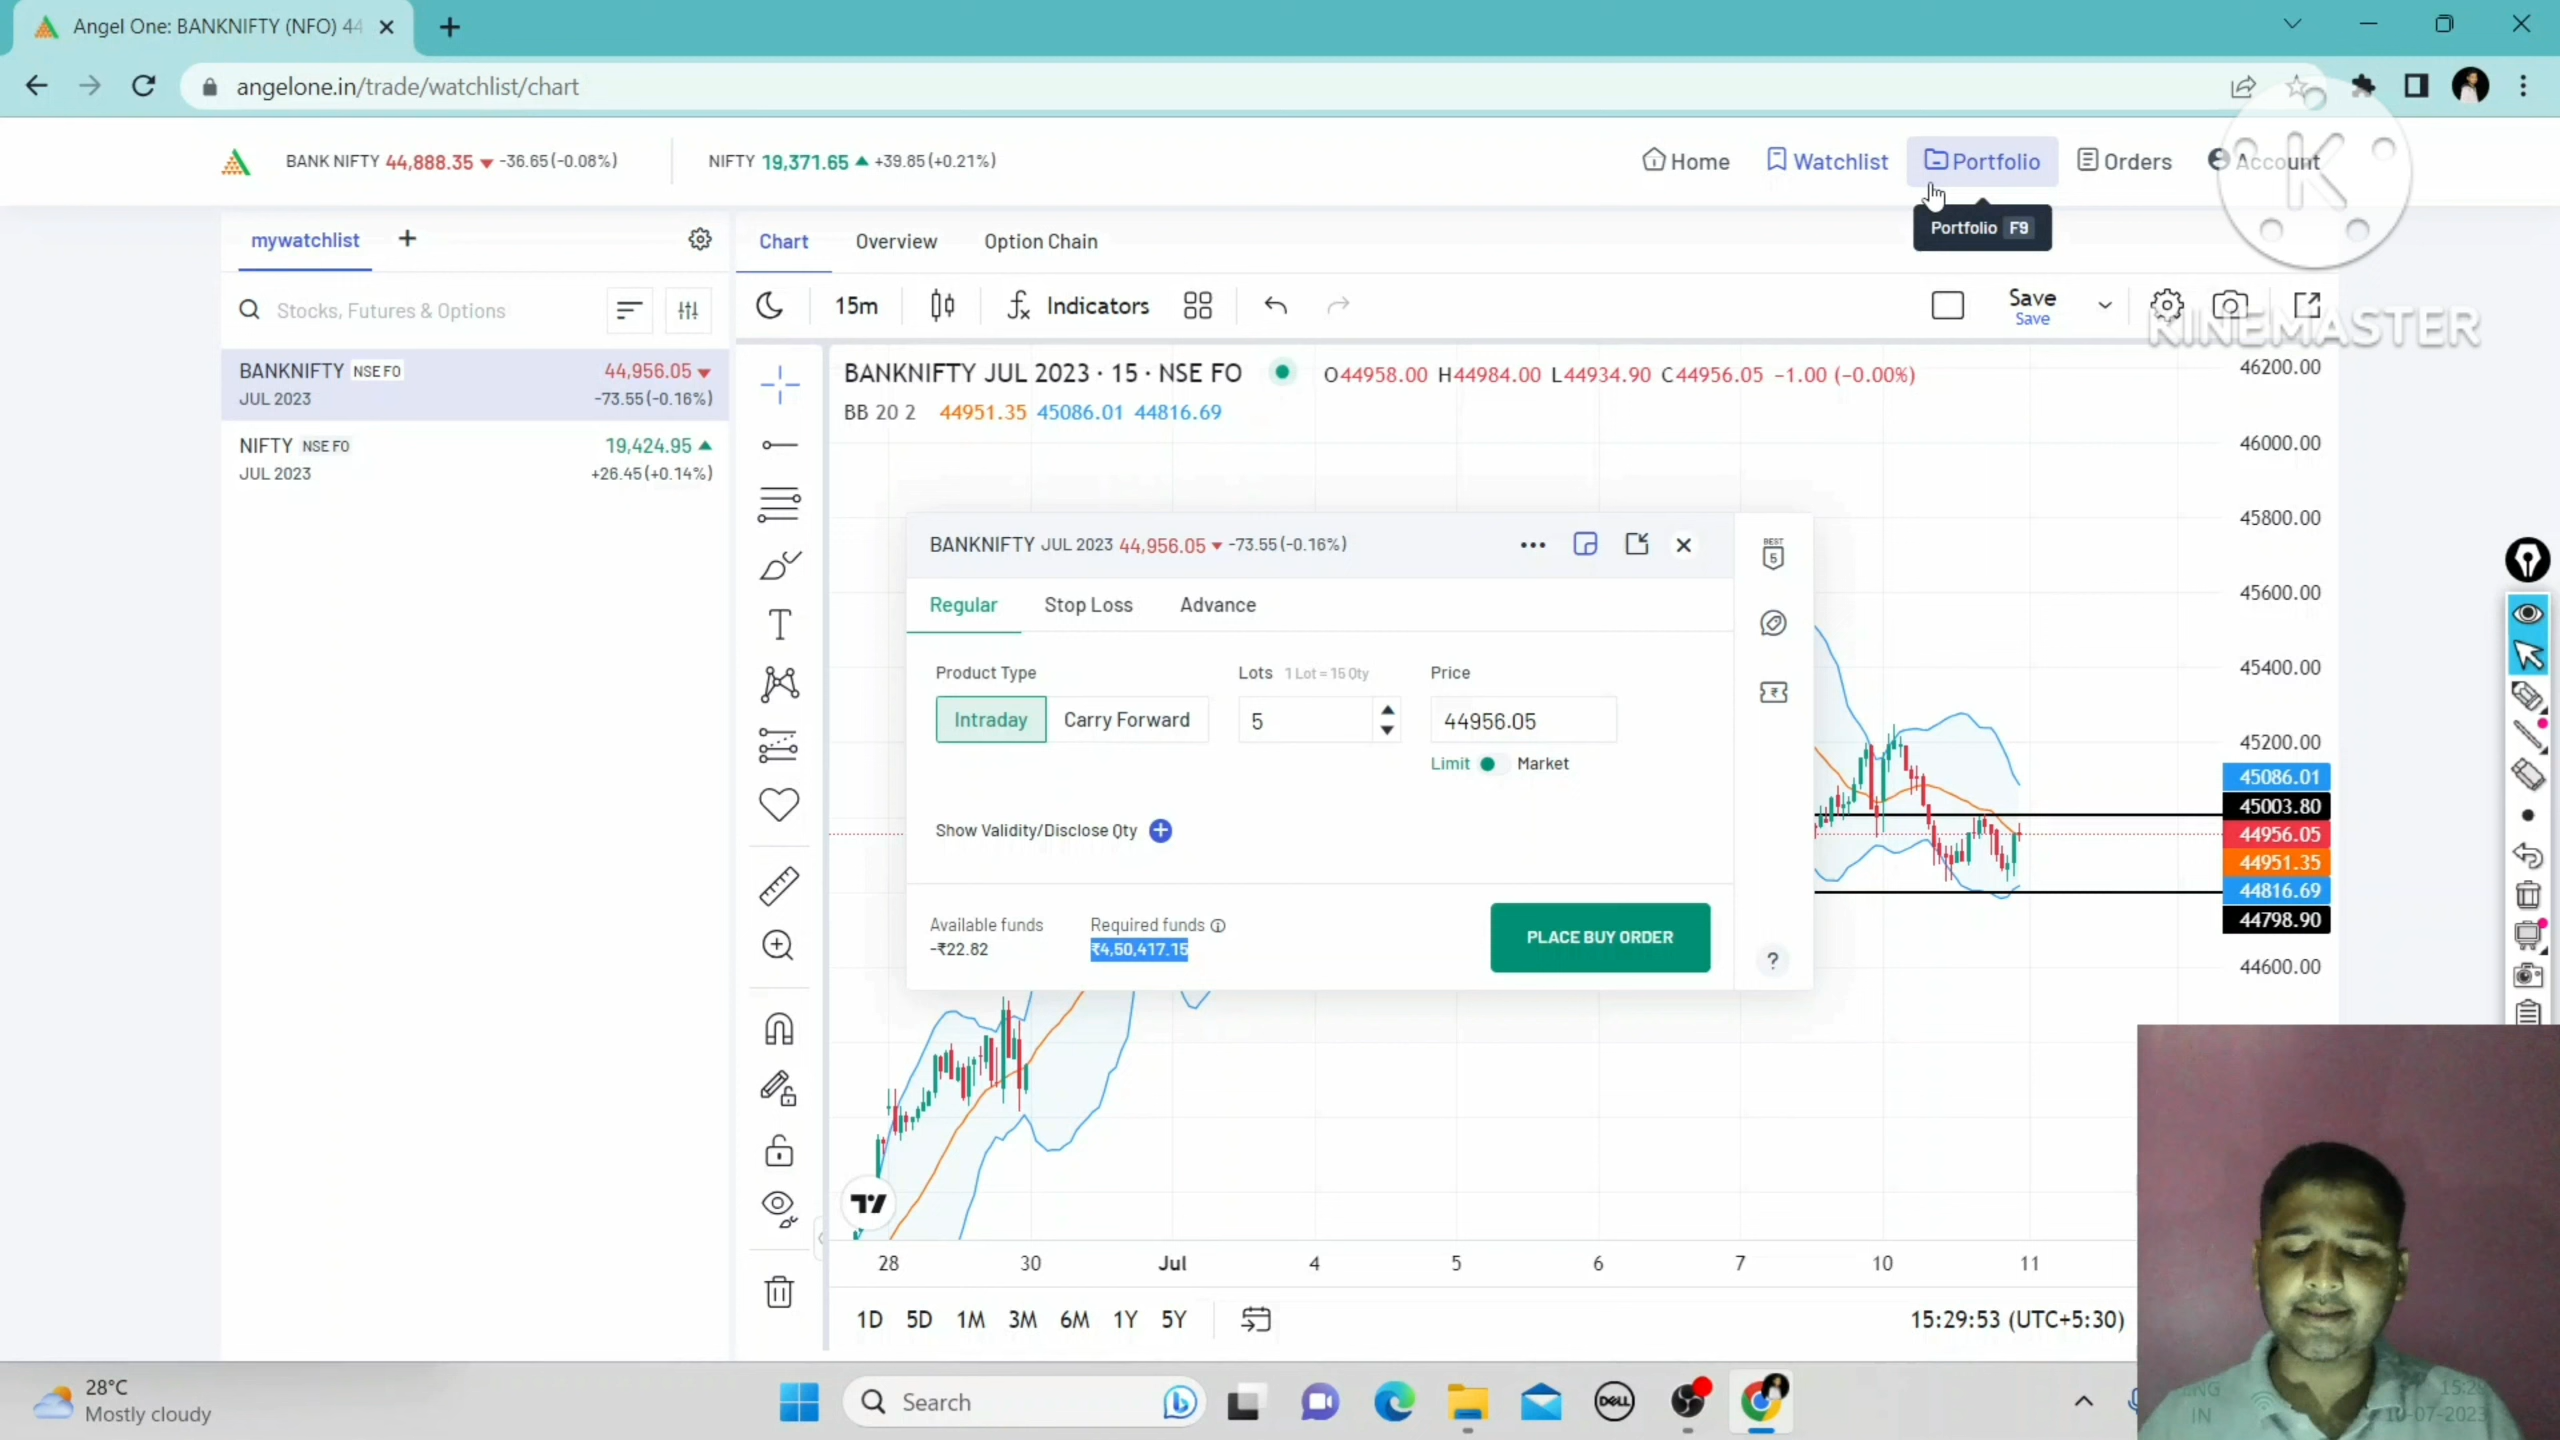 Angel One: BANKNIFTY (NFO) 44
angelone.in/trade/watchlist/chart
BANK NIFTY 44,888.35 -36.65(-0.08%)
NIFTY 19,371.65 +39.85(+0.21%)
Home
Watchlist
Portfolio
Orders
Account
K
Portfolio F9
KINEMASTER
mywatchlist
Chart
Overview
Option Chain
Stocks, Futures & Options
15m
Indicators
Save
Save
BANKNIFTY NSE FO 44,956.05
JUL 2023 -73.55(-0.16%)
NIFTY NSE FO 19,424.95
JUL 2023 +26.45(+0.14%)
BANKNIFTY JUL 2023 · 15 · NSE FO
O44958.00 H44984.00 L44934.90 C44956.05 -1.00 (-0.00%)
BB 20 2 44951.35 45086.01 44816.69
46200.00
46000.00
45800.00
45600.00
45400.00
45200.00
45086.01
45003.80
44956.05
44951.35
44816.69
44798.90
44600.00
BANKNIFTY JUL 2023 44,956.05 -73.55(-0.16%)
BEST
5
Regular
Stop Loss
Advance
Product Type
Lots 1 Lot = 15 Qty
Price
Intraday
Carry Forward
5
44956.05
Limit
Market
Show Validity/Disclose Qty
Available funds
-₹22.82
Required funds
₹4,50,417.15
PLACE BUY ORDER
?
28
30
Jul
4
5
6
7
10
11
1D 5D 1M 3M 6M 1Y 5Y
15:29:53 (UTC+5:30)
28°C
Mostly cloudy
Search
DELL
IN